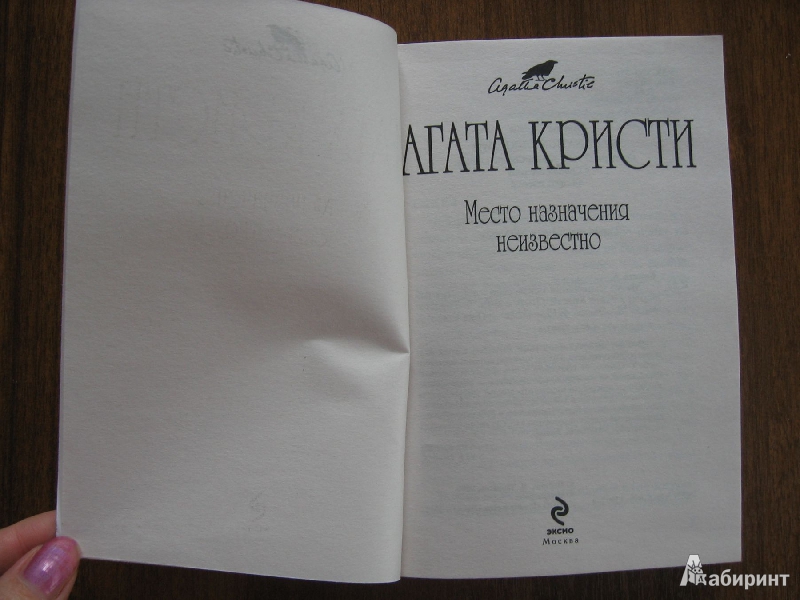 Agatha Christie
АГАТА КРИСТИ
Место назначения
неизвестно
ЭКСМО
Москва
Лабиринт